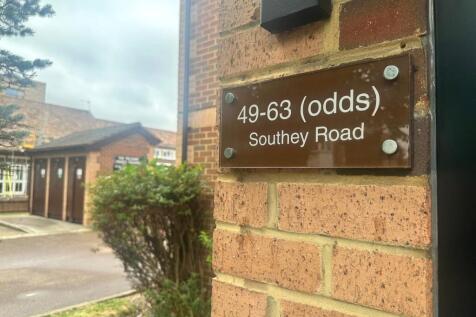 49-63 (odds)
Southey Road